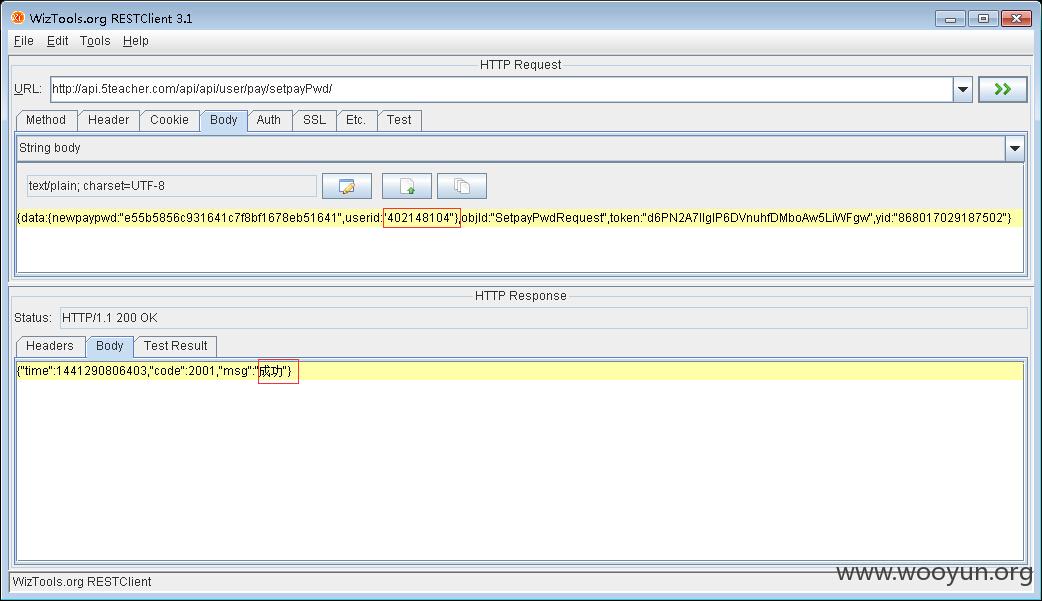 WizTools.org RESTClient 3.1
File Edit Tools Help
HTTP Request
URL: http://api.5teacher.com/api/api/user/pay/setpayPwd/
Method Header Cookie Body Auth SSL Etc. Test
String body
text/plain; charset=UTF-8
{data:{newpaypwd:"e55b5856c931641c7f8bf1678eb51641",userid:"402148104"},objId:"SetpayPwdRequest",token:"d6PN2A7IlgIP6DVnuhfDMboAw5LiWFgw",yid:"868017029187502"}
HTTP Response
Status: HTTP/1.1 200 OK
Headers Body Test Result
{"time":1441290806403,"code":2001,"msg":"成功"}
www.wooyun.org
WizTools.org RESTClient